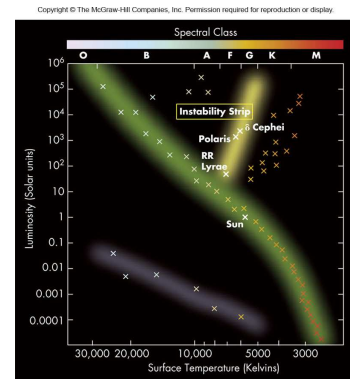 Copyright © The McGraw-Hill Companies, Inc. Permission required for reproduction or display.
Spectral Class
O B A F G K M
10⁶
10⁵
10⁴
10³
10²
10
1
0.1
0.01
0.001
0.0001
Luminosity (Solar units)
Instability Strip
δ Cephei
Polaris
RR
Lyrae
Sun
30,000 20,000 10,000 5000 3000
Surface Temperature (Kelvins)